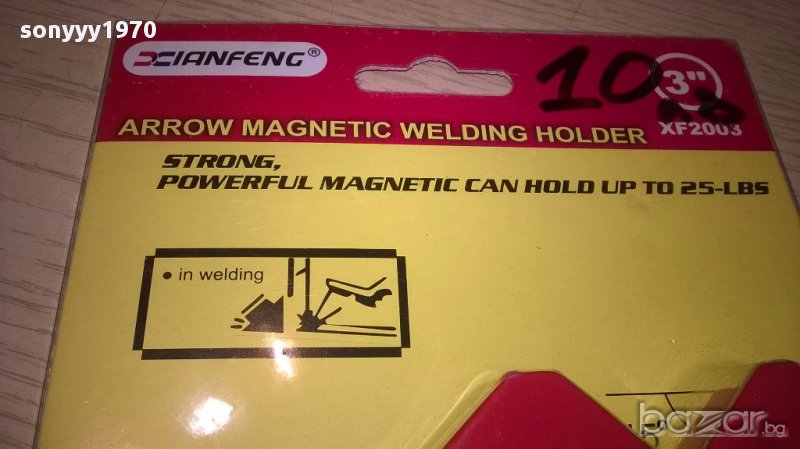 sonyyy1970
XIANFENG®
10
3"
XF2003
ARROW MAGNETIC WELDING HOLDER
STRONG,
POWERFUL MAGNETIC CAN HOLD UP TO 25-LBS
• in welding
bazar.bg